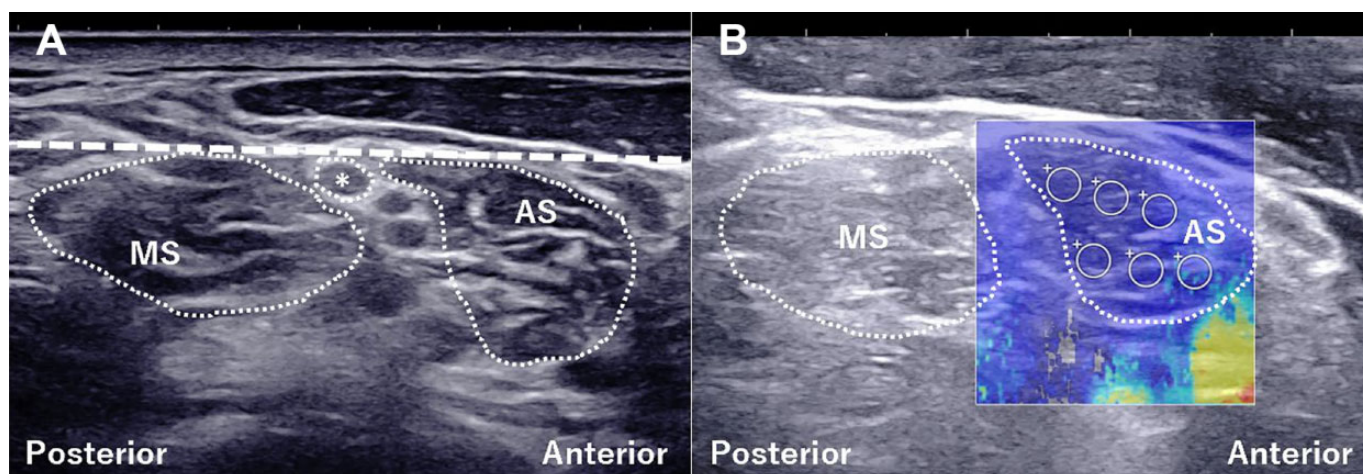 A
*
MS
AS
Posterior
Anterior
B
MS
AS
Posterior
Anterior